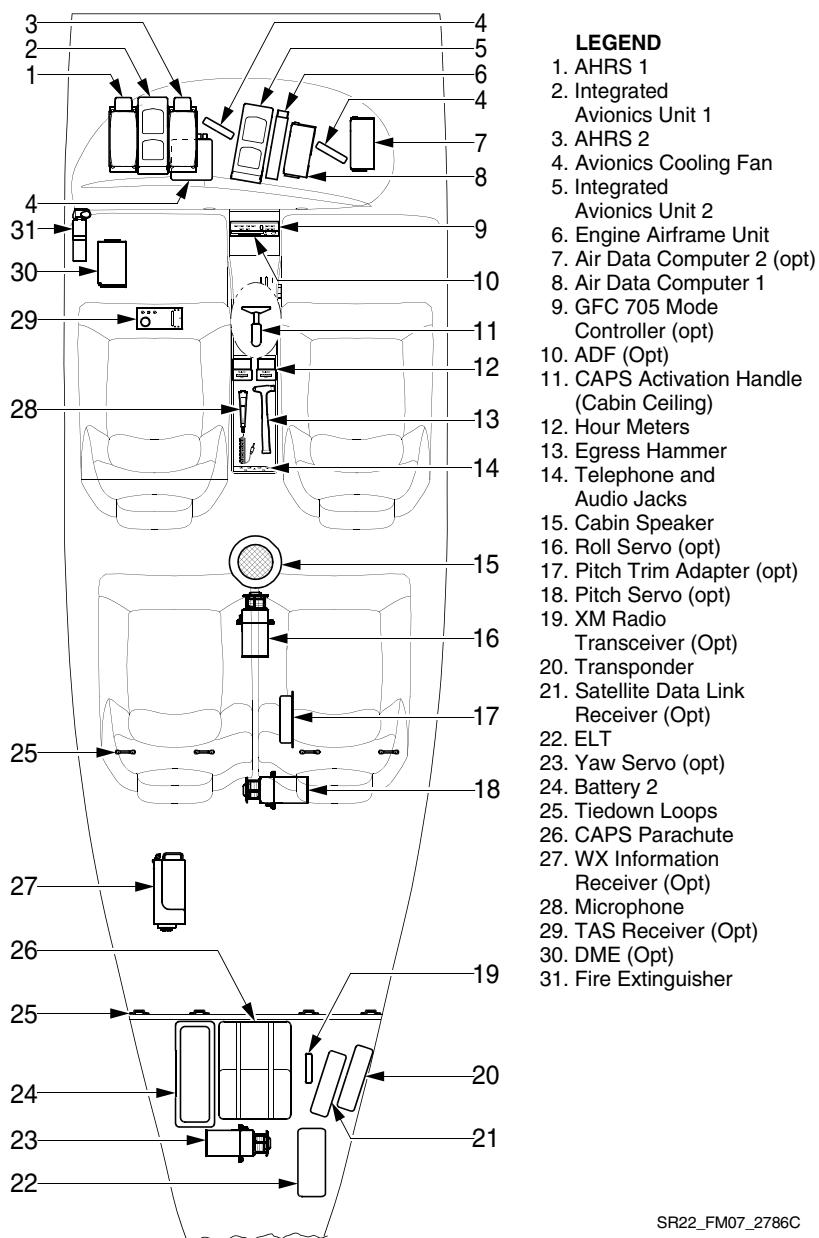 3
2
1
4
5
6
4
7
8
4
31
9
30
10
29
11
12
28
13
14
15
16
17
25
18
27
26
19
25
24
20
21
23
22
LEGEND
1. AHRS 1
2. Integrated
Avionics Unit 1
3. AHRS 2
4. Avionics Cooling Fan
5. Integrated
Avionics Unit 2
6. Engine Airframe Unit
7. Air Data Computer 2 (opt)
8. Air Data Computer 1
9. GFC 705 Mode
Controller (opt)
10. ADF (Opt)
11. CAPS Activation Handle
(Cabin Ceiling)
12. Hour Meters
13. Egress Hammer
14. Telephone and
Audio Jacks
15. Cabin Speaker
16. Roll Servo (opt)
17. Pitch Trim Adapter (opt)
18. Pitch Servo (opt)
19. XM Radio
Transceiver (Opt)
20. Transponder
21. Satellite Data Link
Receiver (Opt)
22. ELT
23. Yaw Servo (opt)
24. Battery 2
25. Tiedown Loops
26. CAPS Parachute
27. WX Information
Receiver (Opt)
28. Microphone
29. TAS Receiver (Opt)
30. DME (Opt)
31. Fire Extinguisher
SR22_FM07_2786C